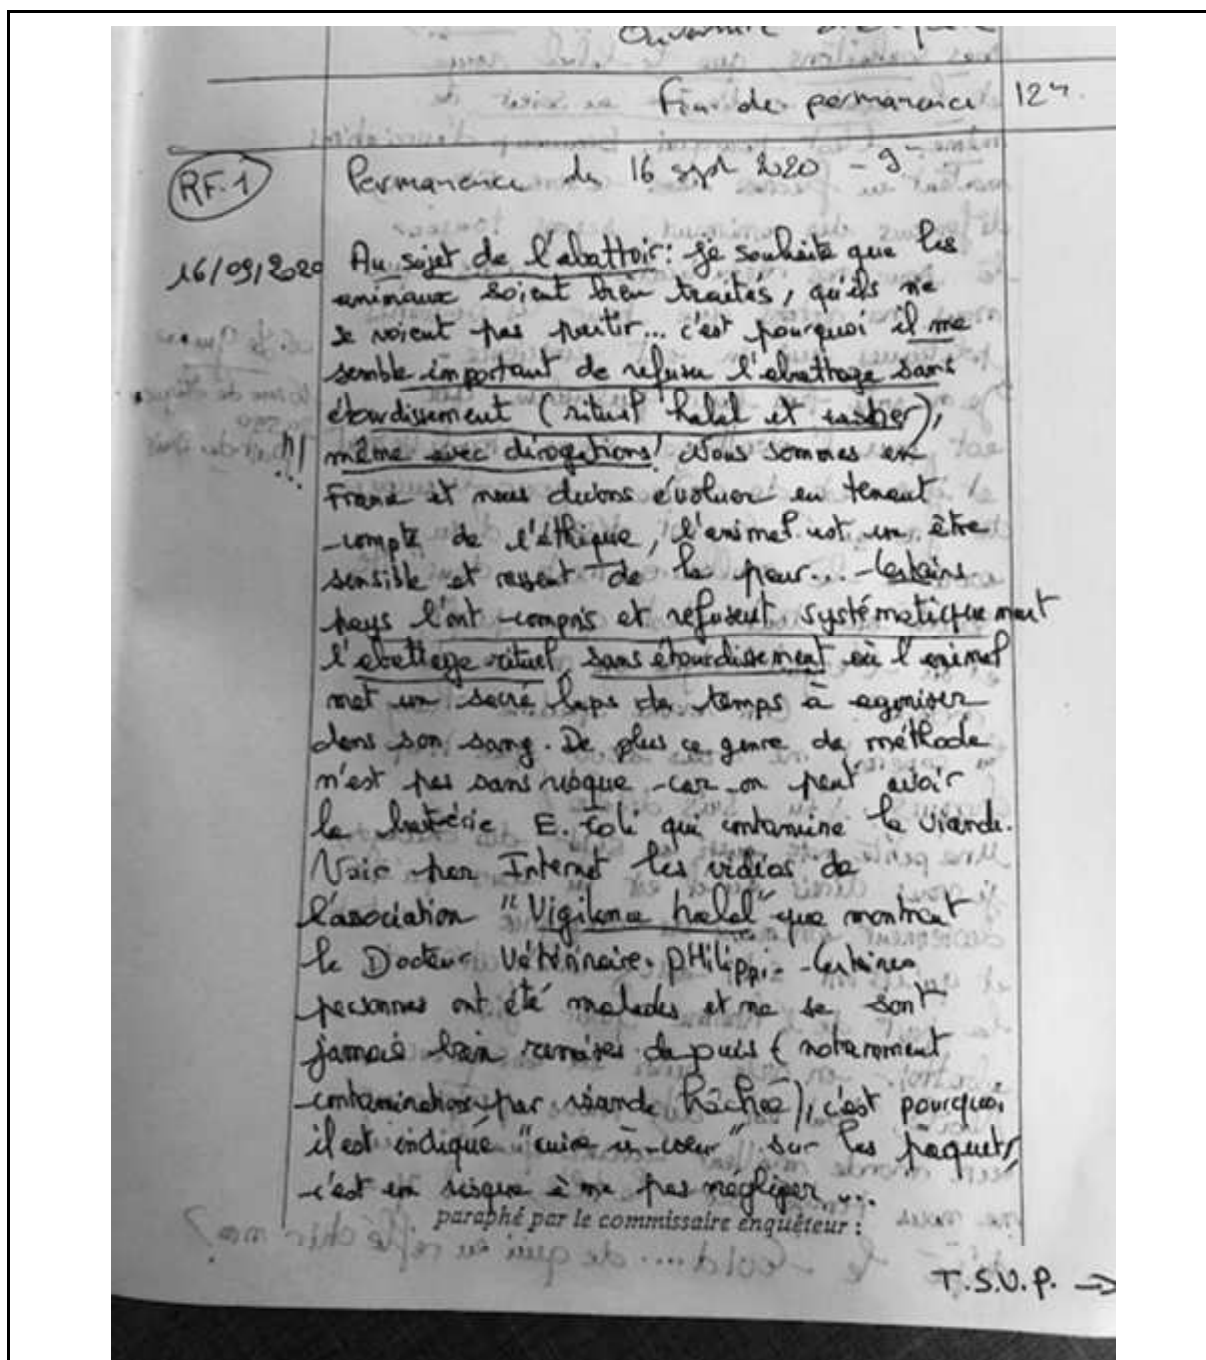 Ouverture
Fin de permanence 12h.
RF.1
Permanence du 16 sept 2020 - 9h
16/09/2020
Au sujet de l'abattoir: je souhaite que les
animaux soient bien traités, qu'ils ne
se voient pas partir... c'est pourquoi il me
semble important de refuser l'abattage sans
étourdissement (rituel halal et casher),
même avec dérogations! Nous sommes en
France et nous devons évoluer en tenant
compte de l'éthique, l'animal est un être
sensible et ressent de la peur... Certains
pays l'ont compris et refusent systématiquement
l'abattage rituel, sans étourdissement où l'animal
met un sacré laps de temps à agoniser
dans son sang. De plus ce genre de méthode
n'est pas sans risque car on peut avoir
la bactérie E. coli qui contamine la viande.
Voir par Internet les vidéos de
l'association "Vigilance halal" que montrent
le Docteur Vétérinaire. PHilippi. Certaines
personnes ont été malades et ne se sont
jamais bien remises depuis (notamment
contamination par viande hâchée), c'est pourquoi
il est indiqué "cuire à coeur" sur les paquets,
c'est un risque à ne pas négliger...
paraphé par le commissaire enquêteur :
T.S.V.P. →